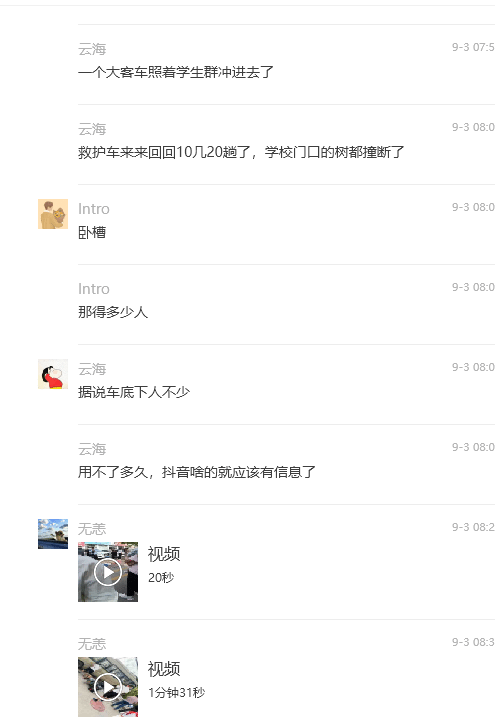 云海
9-3 07:5
一个大客车照着学生群冲进去了
云海
9-3 08:0
救护车来来回回10几20趟了，学校门口的树都撞断了
Intro
9-3 08:0
卧槽
Intro
9-3 08:0
那得多少人
云海
9-3 08:0
据说车底下人不少
云海
9-3 08:0
用不了多久，抖音啥的就应该有信息了
无恙
9-3 08:2
视频
20秒
无恙
9-3 08:3
视频
1分钟31秒